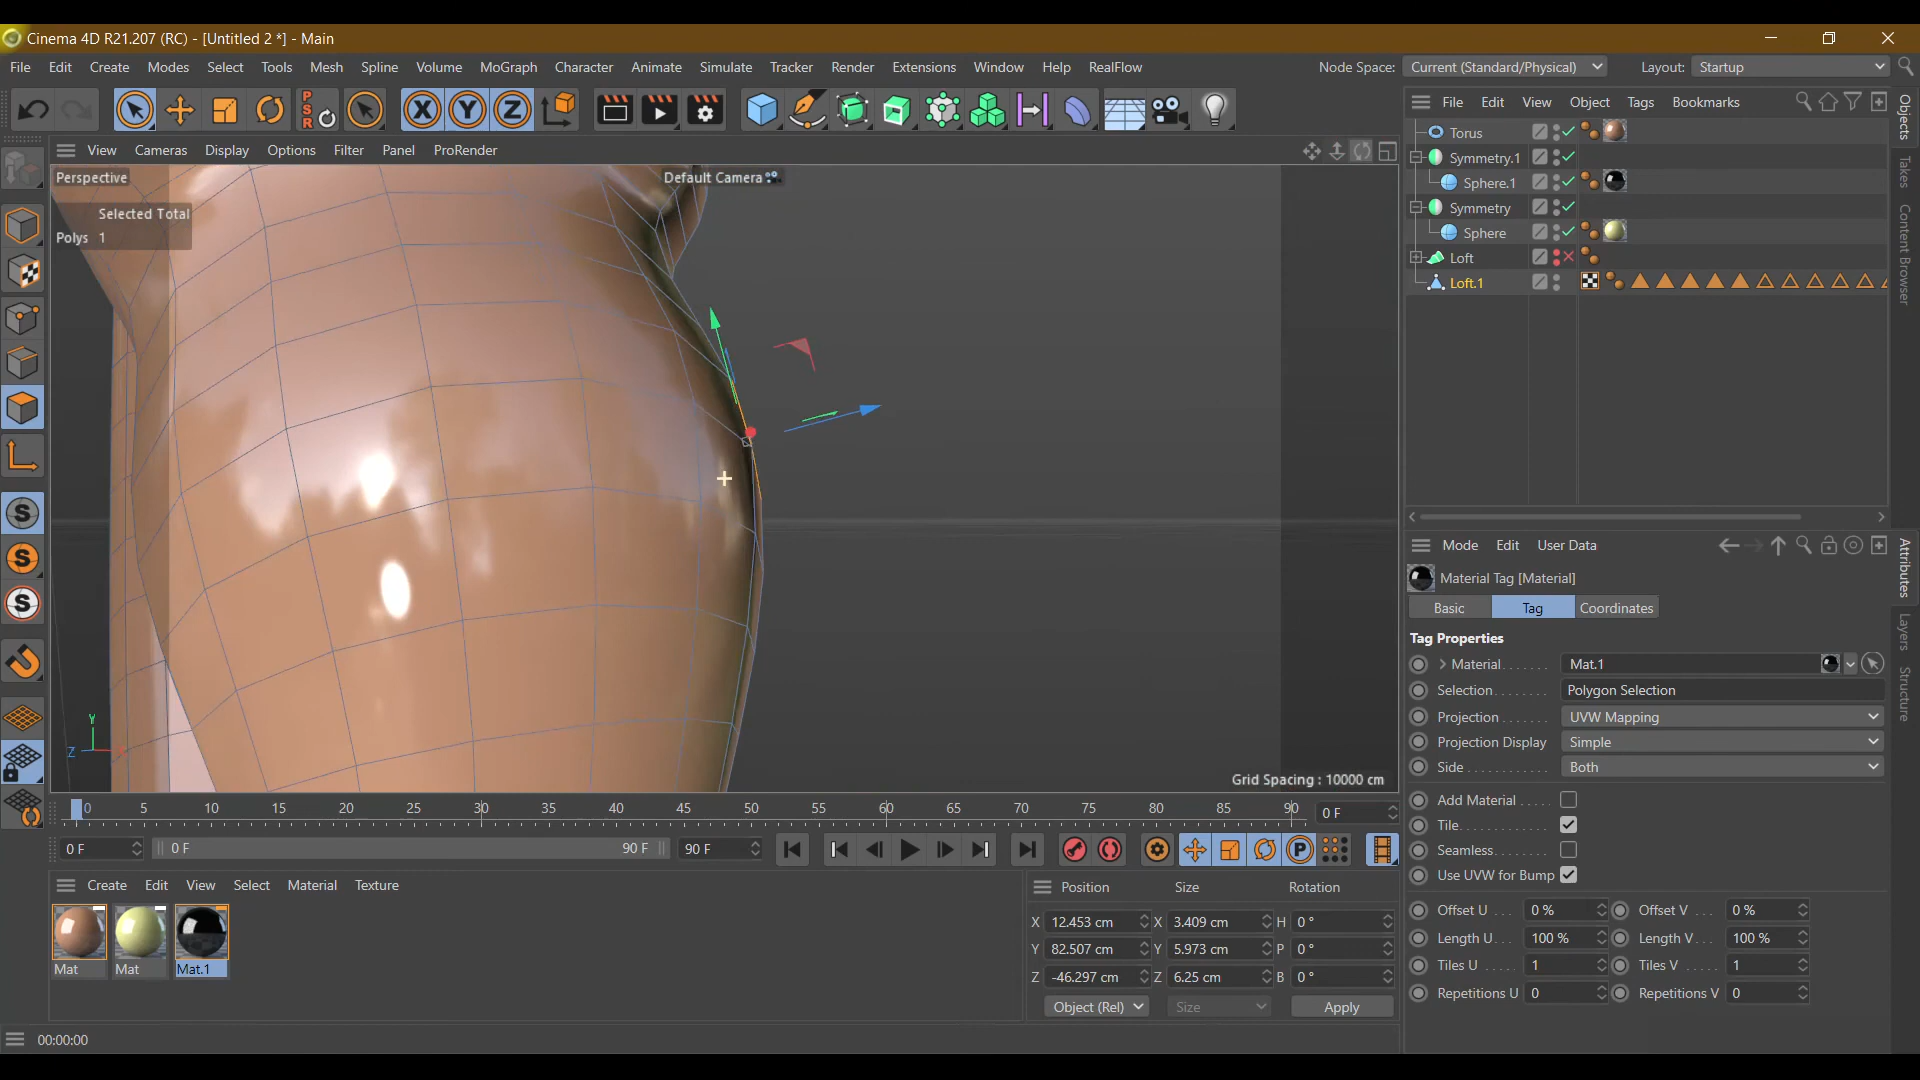 Cinema 4D R21.207 (RC) - [Untitled 2 *] - Main
File Edit Create Modes Select Tools Mesh Spline Volume MoGraph Character Animate Simulate Tracker Render Extensions Window Help RealFlow Node Space: Current (Standard/Physical) Layout: Startup
PSR
X Y Z
File Edit View Object Tags Bookmarks
View Cameras Display Options Filter Panel ProRender
Perspective
Default Camera
Selected Total
Polys 1
Torus
Symmetry.1
Sphere.1
Symmetry
Sphere
Loft
Loft.1
Objects
Takes
Content Browser
Attributes
Layers
Structure
S
S
S
Y
Z
Grid Spacing : 10000 cm
Mode Edit User Data
Material Tag [Material]
Basic Tag Coordinates
Tag Properties
Material Mat.1
Selection Polygon Selection
Projection UVW Mapping
Projection Display Simple
Side Both
Add Material
Tile
Seamless
Use UVW for Bump
Offset U 0 % Offset V 0 %
Length U 100 % Length V 100 %
Tiles U 1 Tiles V 1
Repetitions U 0 Repetitions V 0
0 5 10 15 20 25 30 35 40 45 50 55 60 65 70 75 80 85 90 0 F
0 F 0 F 90 F 90 F
P
Create Edit View Select Material Texture
Mat Mat Mat.1
Position Size Rotation
X 12.453 cm X 3.409 cm H 0 °
Y 82.507 cm Y 5.973 cm P 0 °
Z -46.297 cm Z 6.25 cm B 0 °
Object (Rel) Size Apply
00:00:00